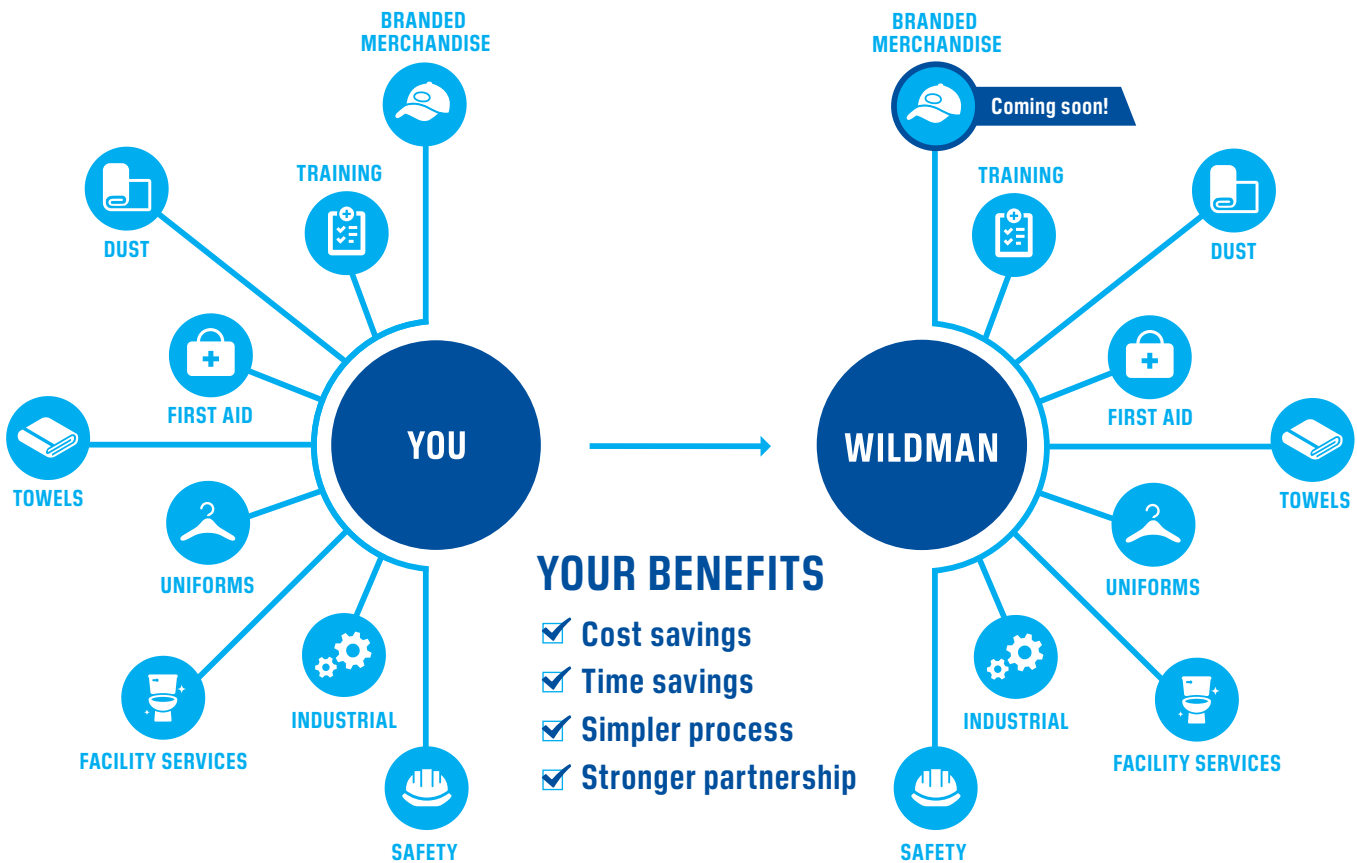 BRANDED
MERCHANDISE
TRAINING
DUST
FIRST AID
TOWELS
UNIFORMS
FACILITY SERVICES
INDUSTRIAL
SAFETY
YOU
YOUR BENEFITS
Cost savings
Time savings
Simpler process
Stronger partnership
BRANDED
MERCHANDISE
Coming soon!
TRAINING
DUST
FIRST AID
TOWELS
WILDMAN
UNIFORMS
INDUSTRIAL
FACILITY SERVICES
SAFETY